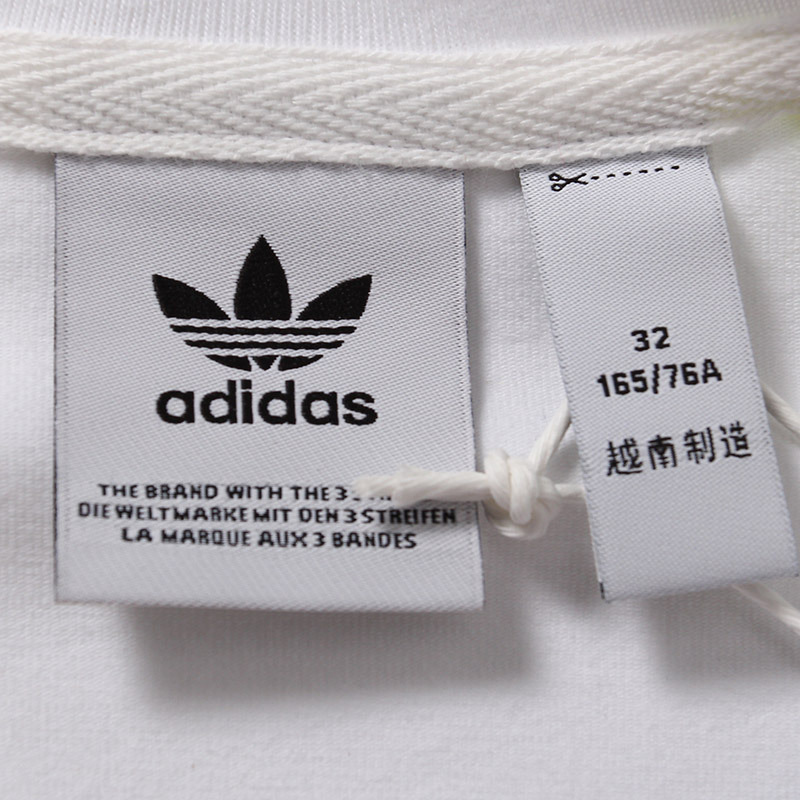 adidas
THE BRAND WITH THE 3
DIE WELTMARKE MIT DEN 3 STREIFEN
LA MARQUE AUX 3 BANDES
32
165/76A
越南制造